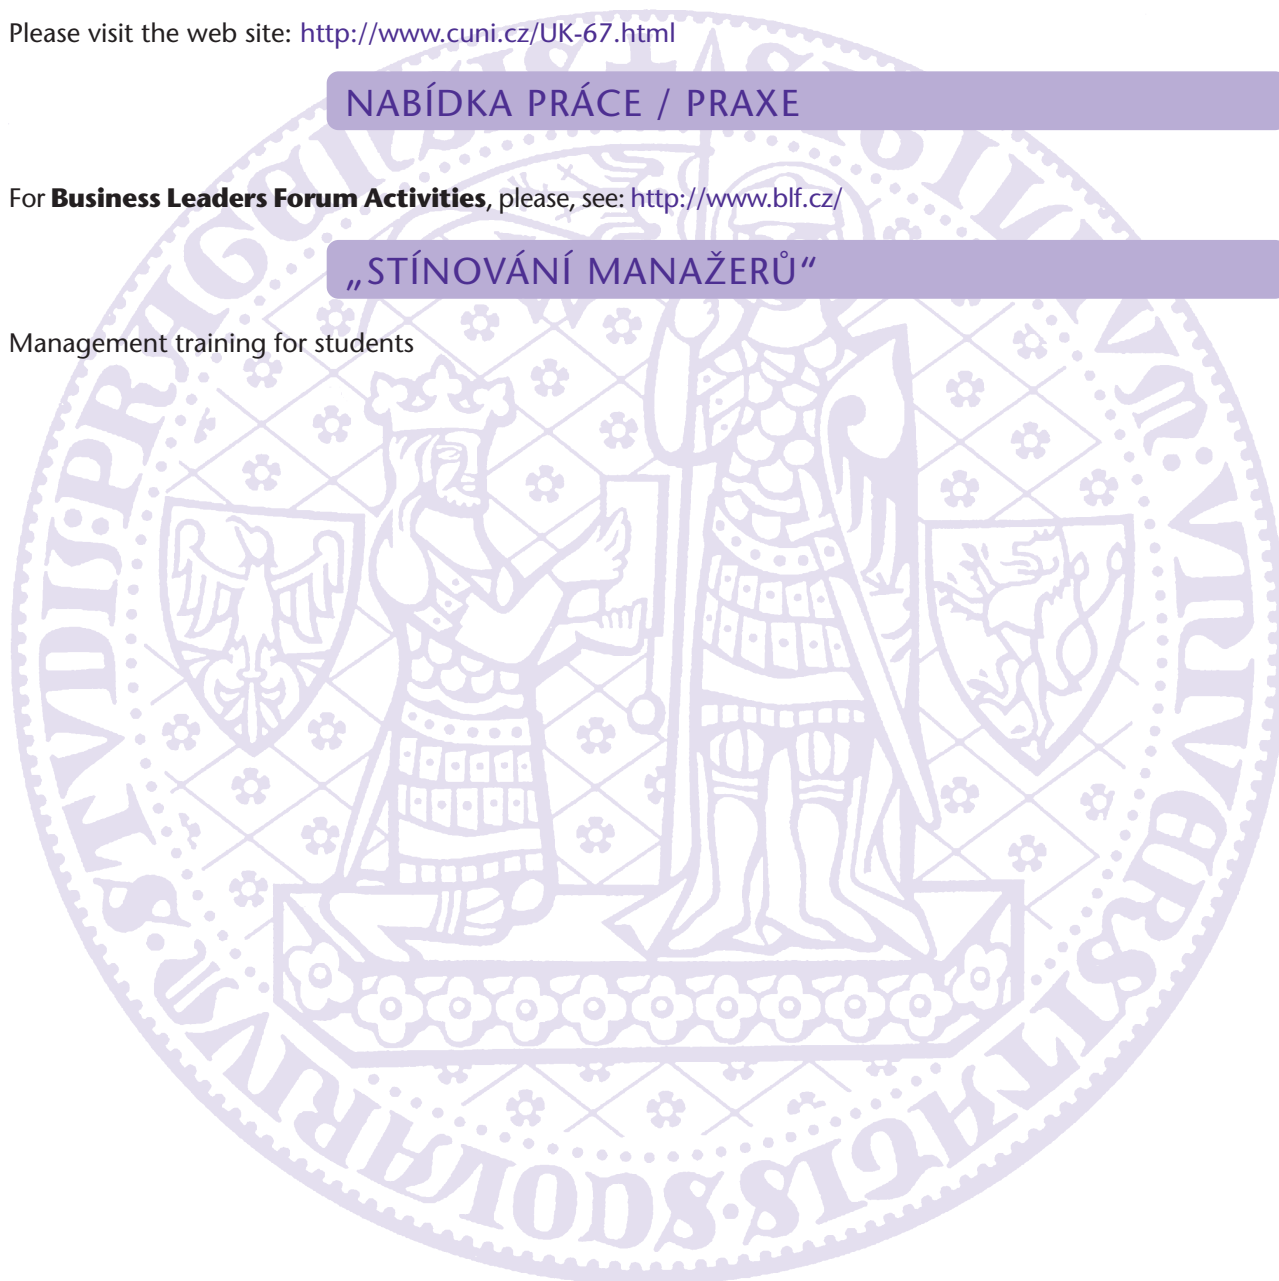 Please visit the web site: http://www.cuni.cz/UK-67.html
NABÍDKA PRÁCE / PRAXE
For Business Leaders Forum Activities, please, see: http://www.blf.cz/
„STÍNOVÁNÍ MANAŽERŮ“
Management training for students